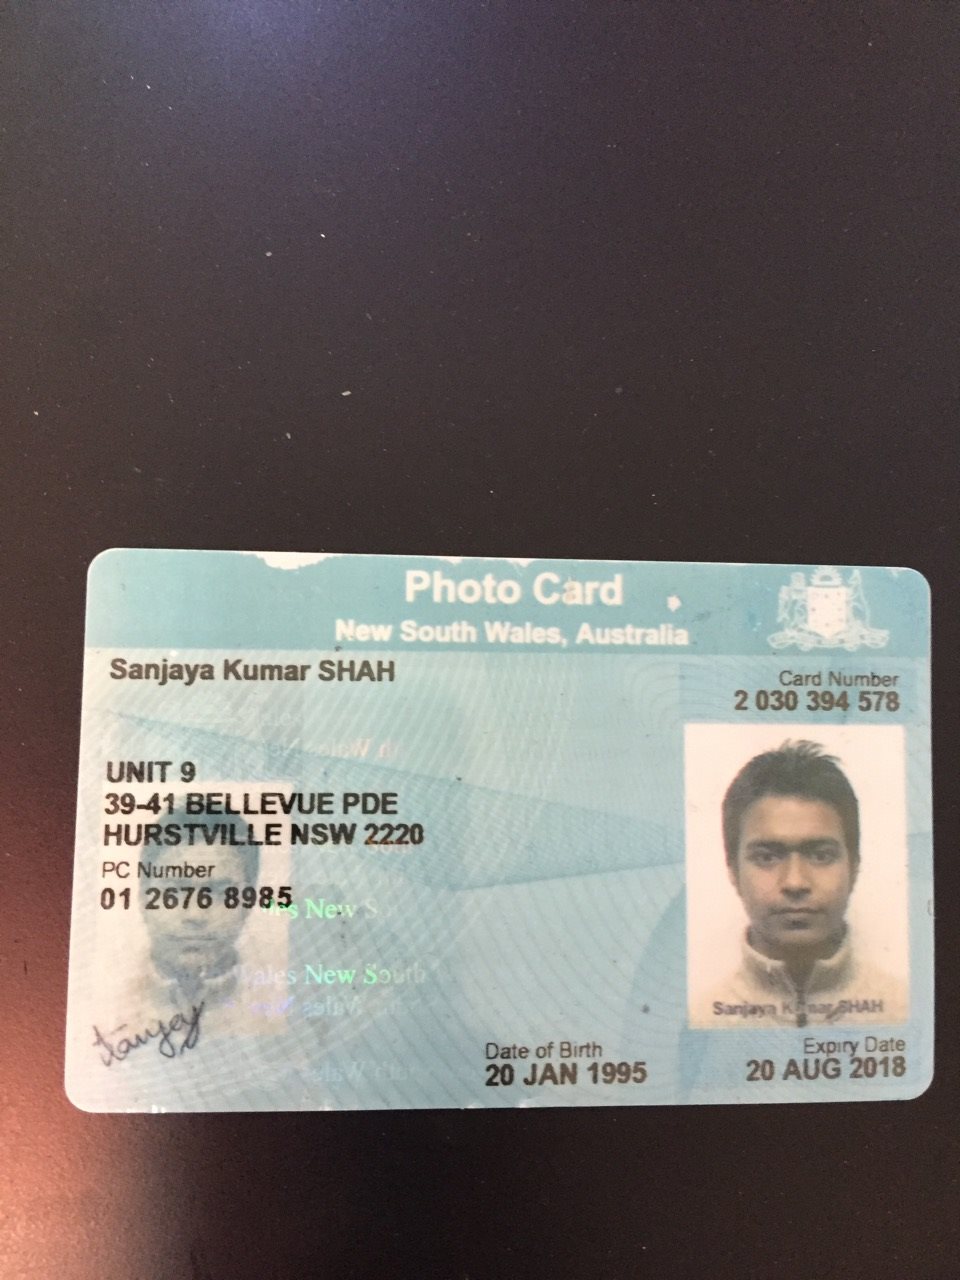 Photo Card
New South Wales, Australia
Sanjaya Kumar SHAH
Card Number
2 030 394 578
UNIT 9
39-41 BELLEVUE PDE
HURSTVILLE NSW 2220
PC Number
01 2676 8985
Wales New South
Sanjaya Kumar SHAH
Date of Birth
20 JAN 1995
Expiry Date
20 AUG 2018